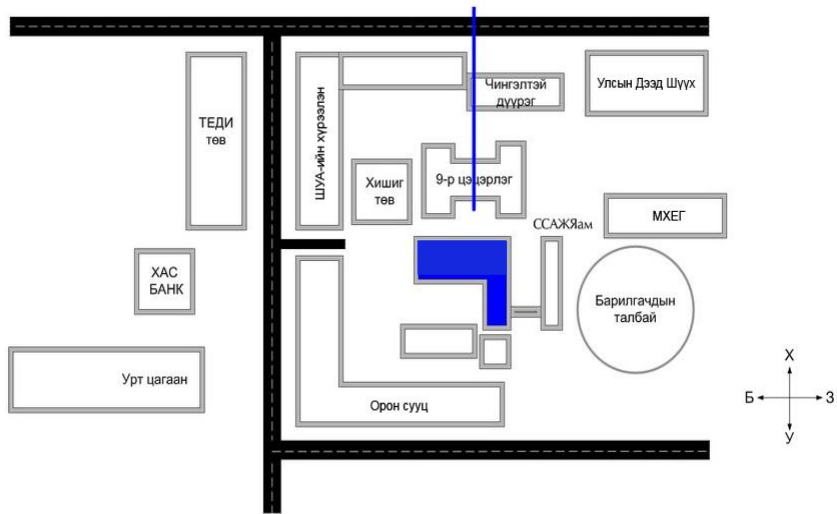 Чингэлтэй
дүүрэг
Улсын Дээд Шүүх
ТЕДИ
төв
ШУА-ийн хүрээлэн
Хишиг
төв
9-р цэцэрлэг
ССАЖЯам
МХЕГ
ХАС
БАНК
Барилгачдын
талбай
Урт цагаан
Орон сууц
Х
Б
З
У